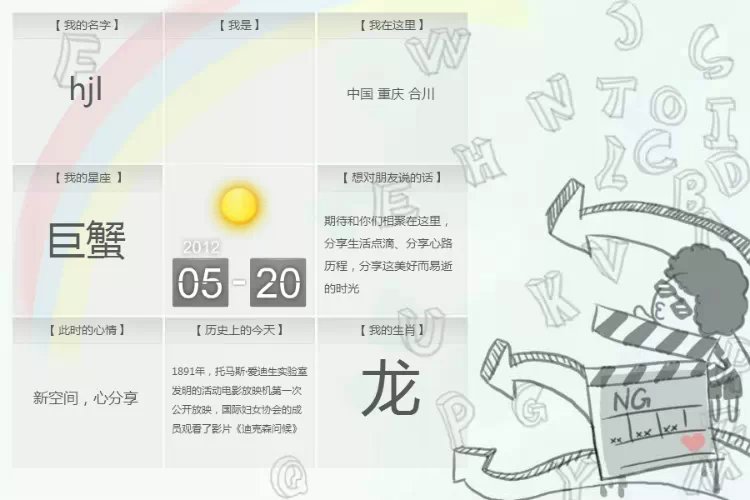 【 我的名字 】
hjl
【 我是 】
【 我在这里 】
中国 重庆 合川
【 我的星座 】
巨蟹
2012
05-20
【 想对朋友说的话 】
期待和你们相聚在这里，
分享生活点滴、分享心路
历程，分享这美好而易逝
的时光
【 此时的心情 】
新空间，心分享
【 历史上的今天 】
1891年，托马斯·爱迪生实验室
发明的活动电影放映机第一次
公开放映，国际妇女协会的成
员观看了影片《迪克森问候》
【 我的生肖 】
龙
E
W
J
C
N
T
O
I
H
L
C
D
E
B
V
K
U
U
P
G
Q
P
Y
NG
xx xx xx